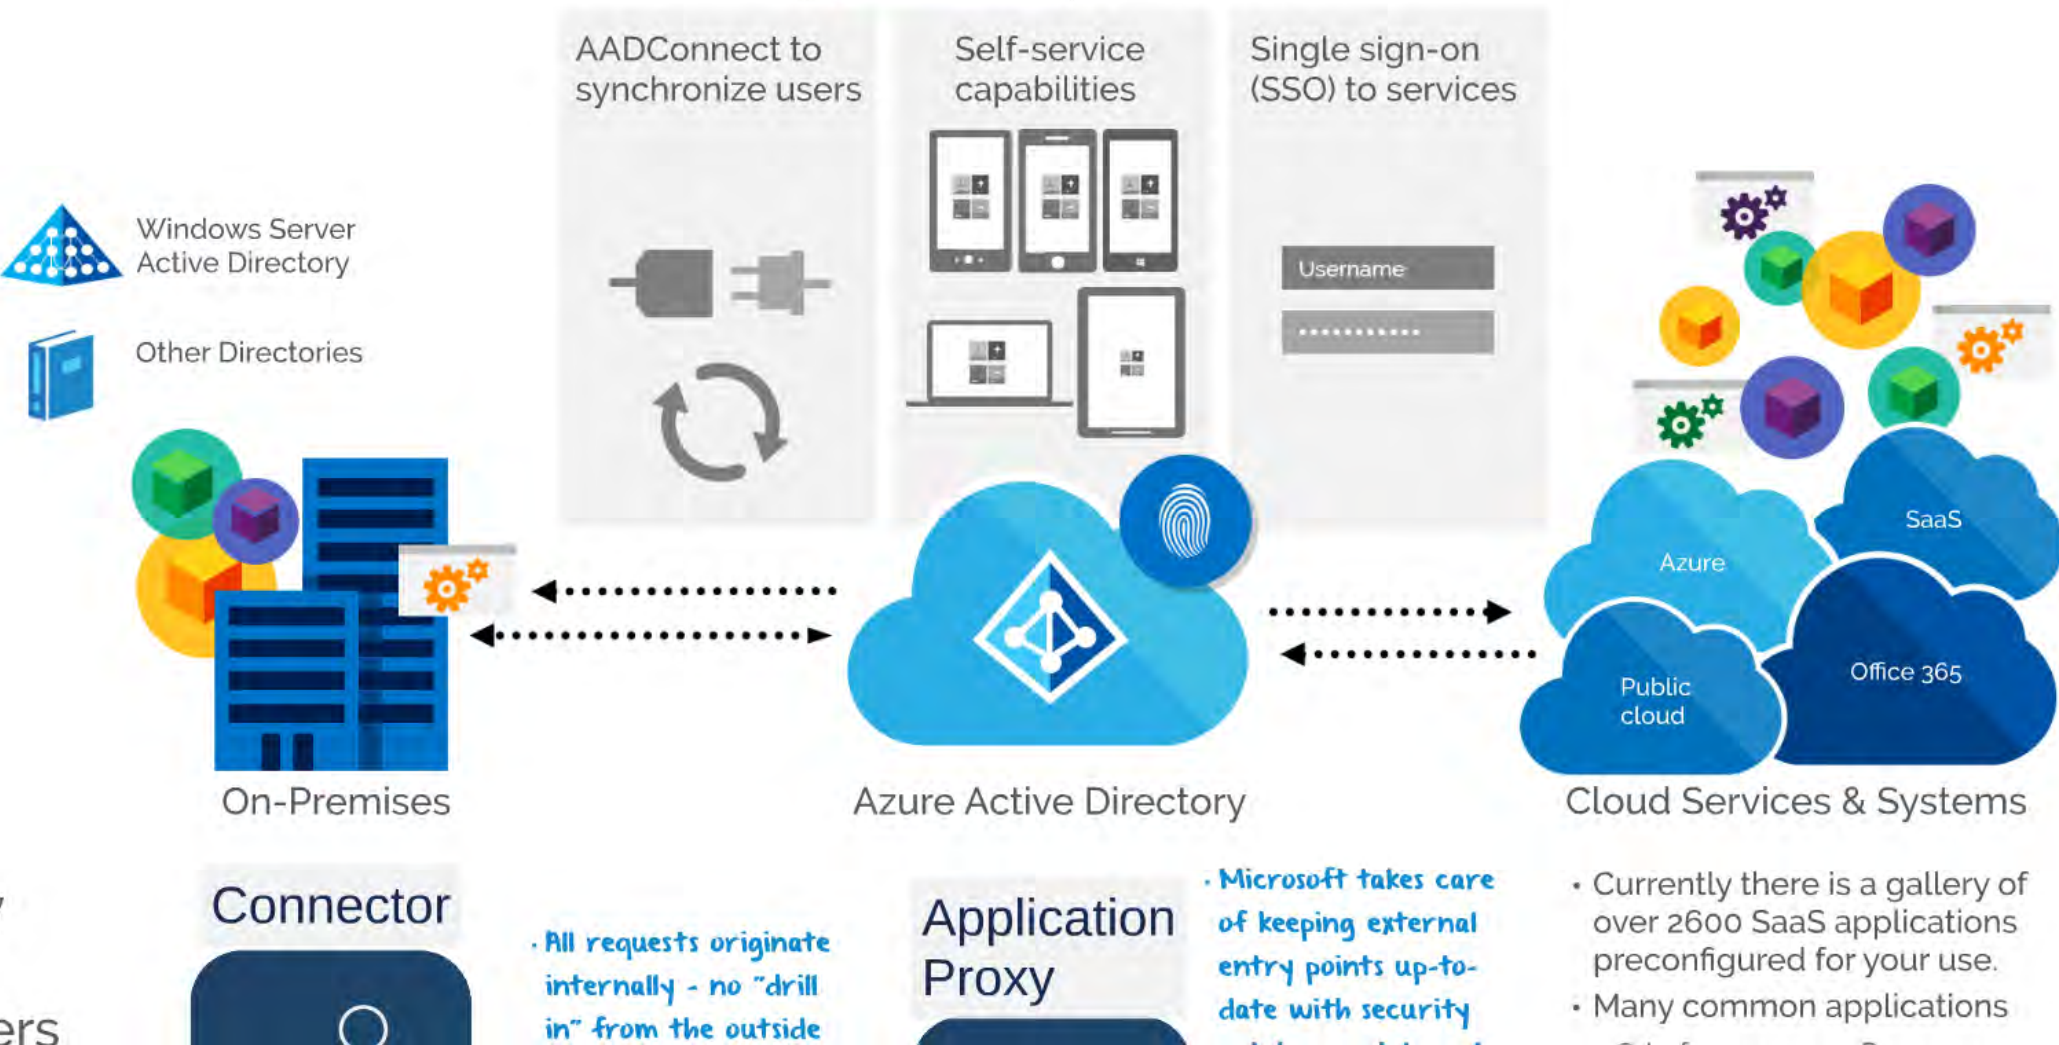 AADConnect to
synchronize users
Self-service
capabilities
Single sign-on
(SSO) to services
Windows Server
Active Directory
Other Directories
Username
SaaS
Azure
Office 365
Public
cloud
On-Premises
Azure Active Directory
Cloud Services & Systems
Connector
· All requests originate
internally - no "drill
in" from the outside
Application
Proxy
· Microsoft takes care
of keeping external
entry points up-to-
date with security
• Currently there is a gallery of
over 2600 SaaS applications
preconfigured for your use.
• Many common applications